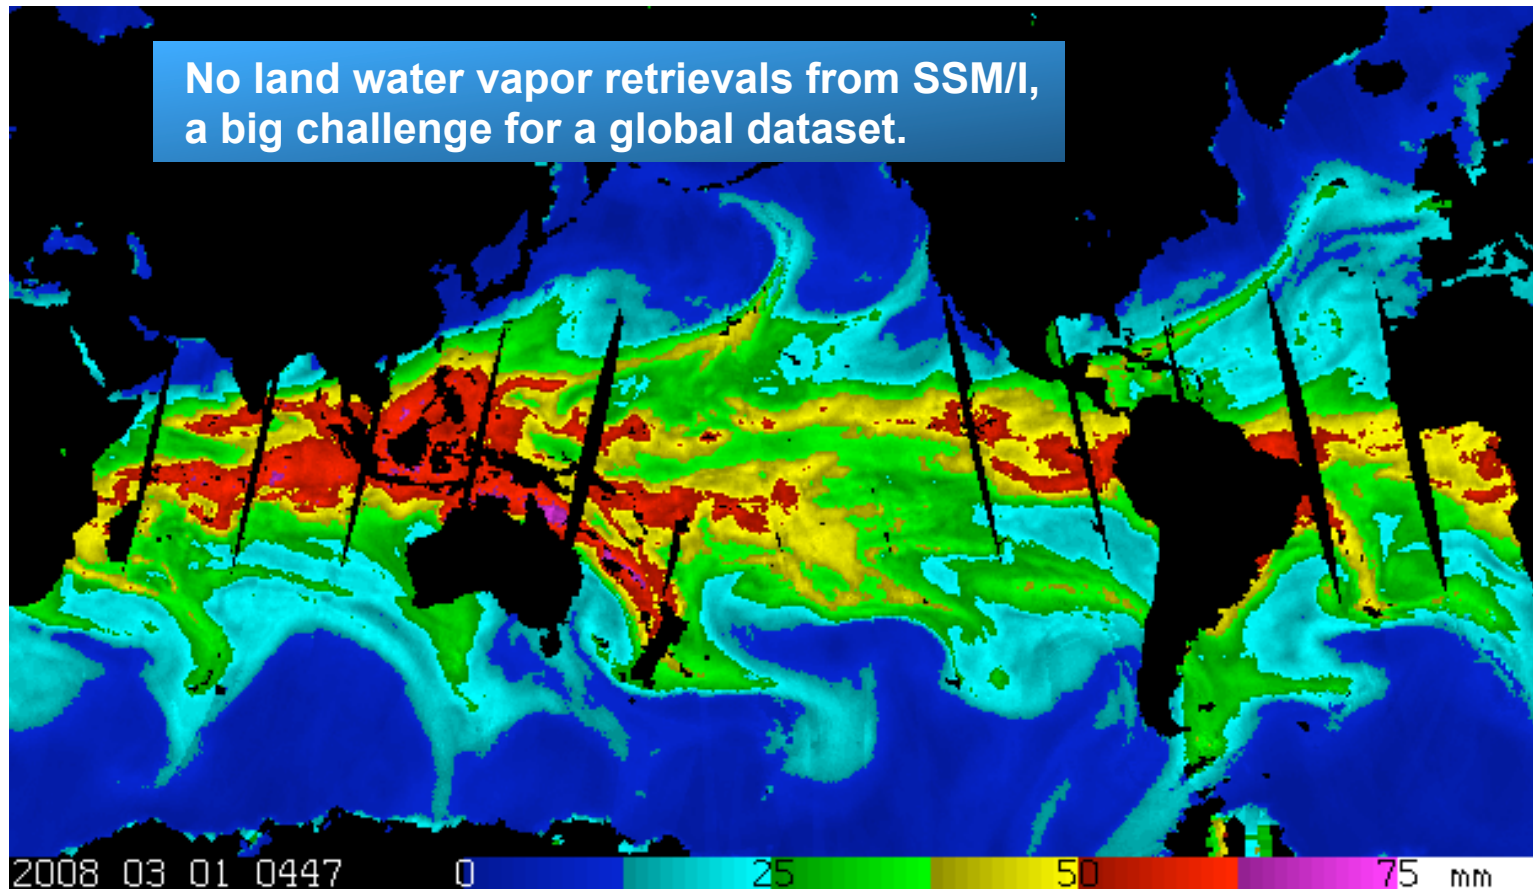 No land water vapor retrievals from SSM/I,
a big challenge for a global dataset.
2008 03 01 0447 0 25 50 75 mm